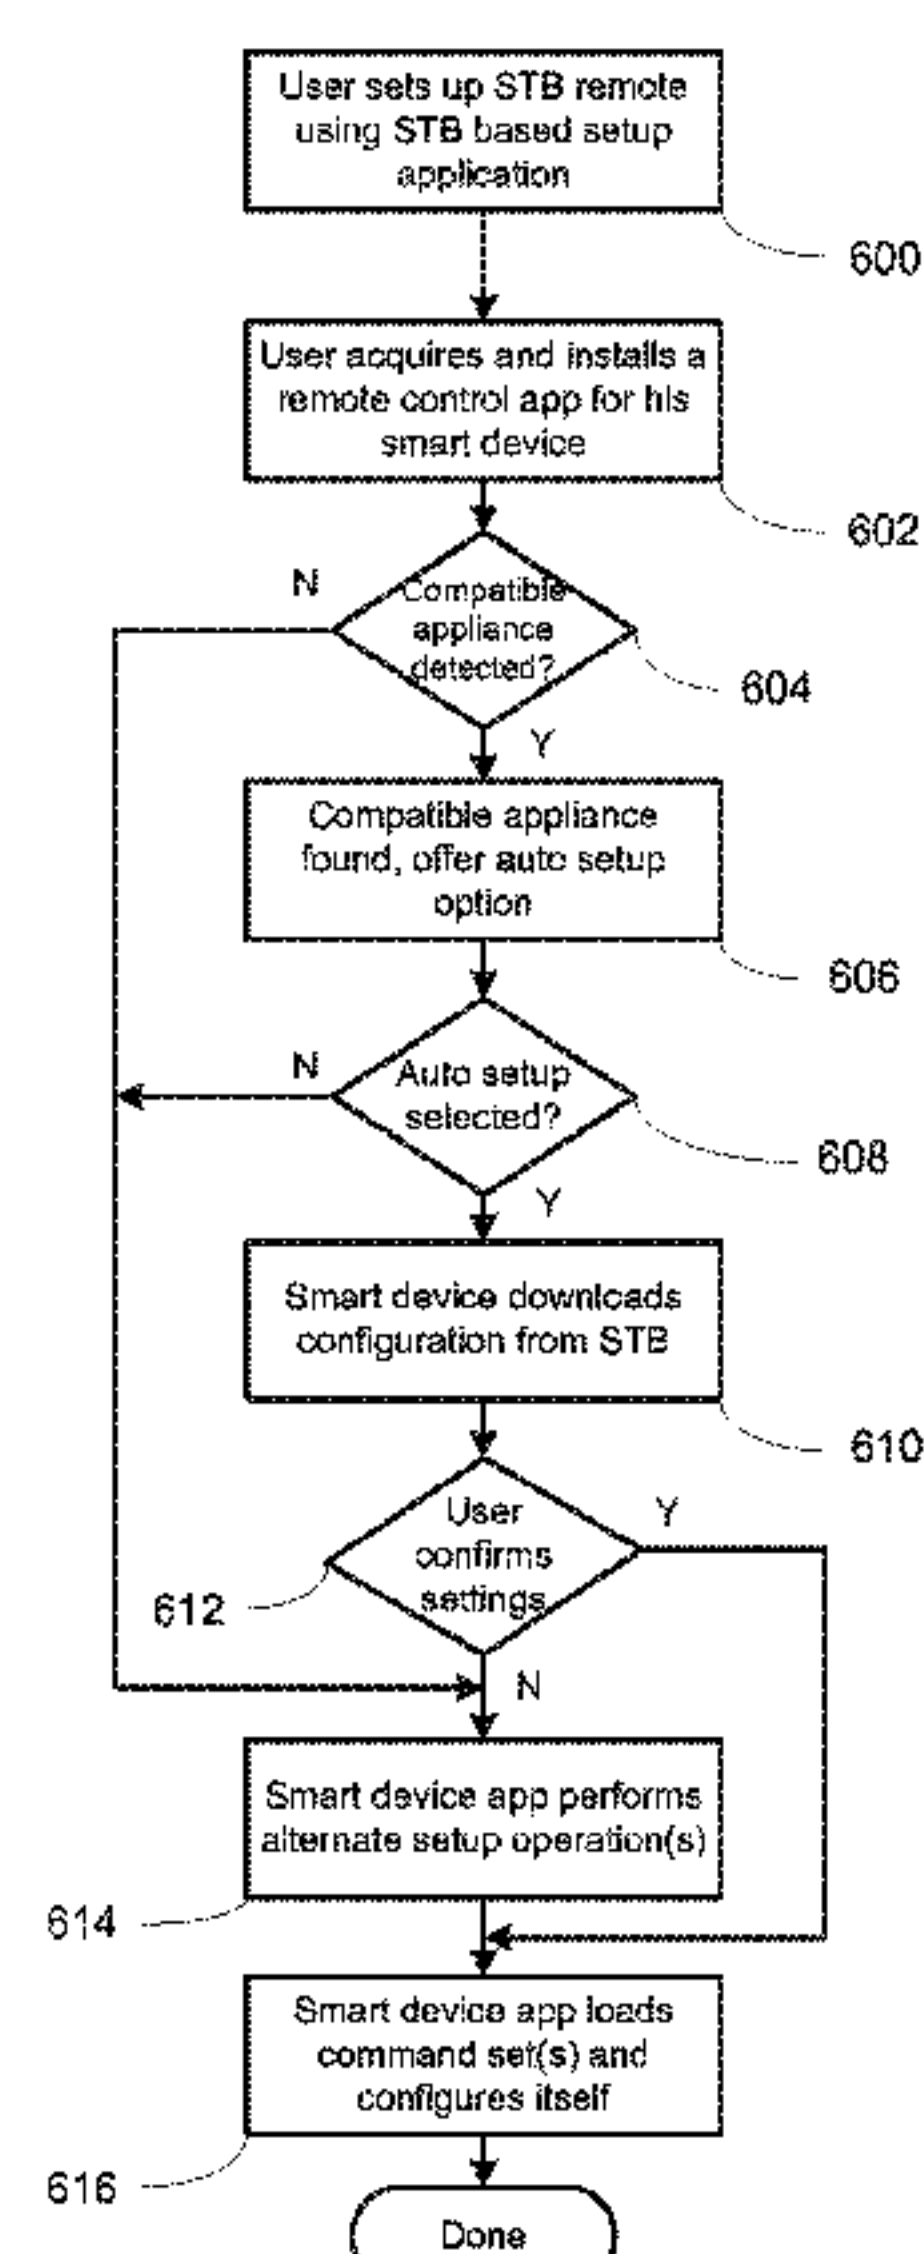 User sets up STB remote
using STB based setup
application
600
User acquires and installs a
remote control app for his
smart device
602
N
Compatible
appliance
detected?
604
Y
Compatible appliance
found, offer auto setup
option
606
N
Auto setup
selected?
608
Y
Smart device downloads
configuration from STB
610
User
confirms
settings
Y
612
N
Smart device app performs
alternate setup operation(s)
614
Smart device app loads
command set(s) and
configures itself
616
Done